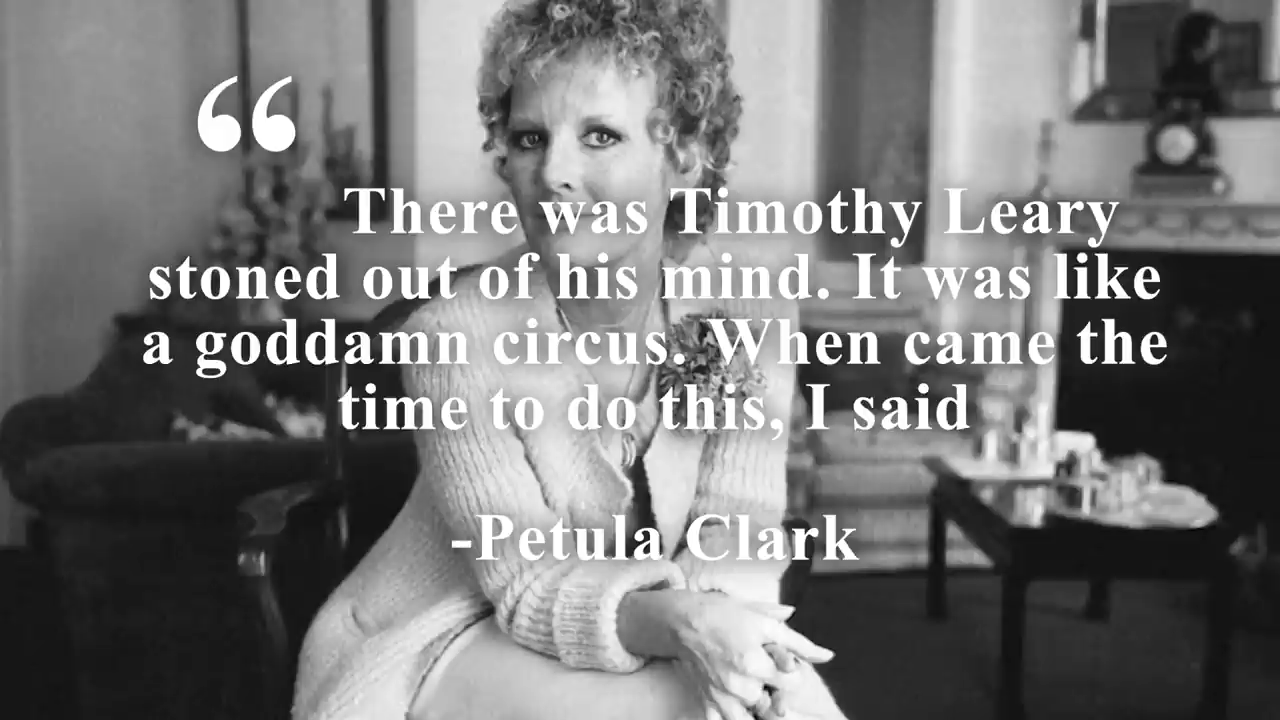 “
There was Timothy Leary
stoned out of his mind. It was like
a goddamn circus. When came the
time to do this, I said
-Petula Clark